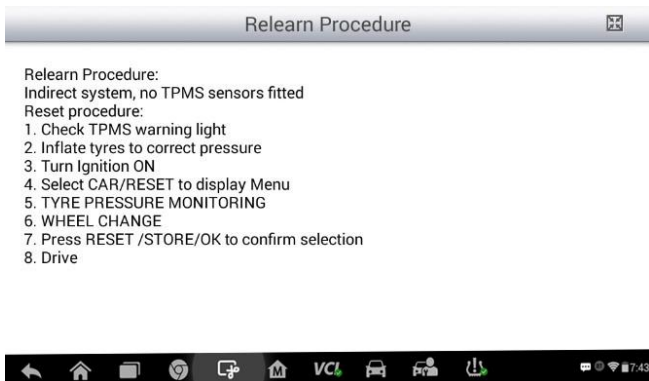 Relearn Procedure
Relearn Procedure:
Indirect system, no TPMS sensors fitted
Reset procedure:
1. Check TPMS warning light
2. Inflate tyres to correct pressure
3. Turn Ignition ON
4. Select CAR/RESET to display Menu
5. TYRE PRESSURE MONITORING
6. WHEEL CHANGE
7. Press RESET /STORE/OK to confirm selection
8. Drive
M VCI 7:43